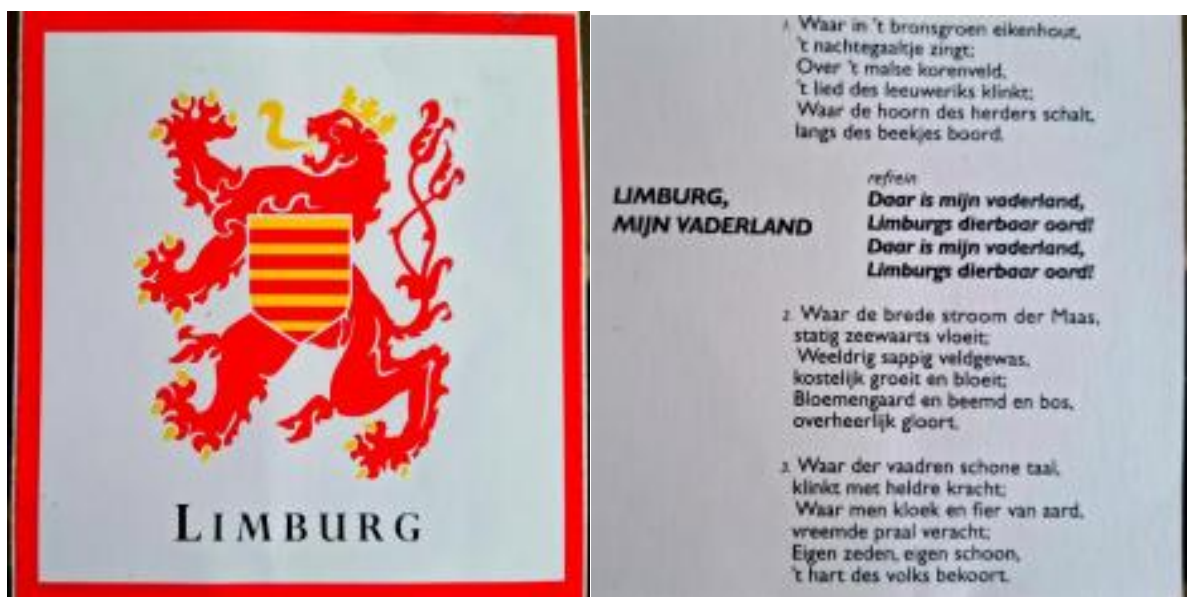 LIMBURG
1. Waar in 't bronsgroen eikenhout,
't nachtegaaltje zingt;
Over 't malse korenveld,
't lied des leeuweriks klinkt;
Waar de hoorn des herders schalt,
langs des beekjes boord.
LIMBURG,
MIJN VADERLAND
refrein
Daar is mijn vaderland,
Limburgs dierbaar oord!
Daar is mijn vaderland,
Limburgs dierbaar oord!
2. Waar de brede stroom der Maas,
statig zeewaarts vloeit;
Weeldrig sappig veldgewas,
kostelijk groeit en bloeit;
Bloemengaard en beemd en bos,
overheerlijk gloort.
3. Waar der vaadren schone taal,
klinkt met heldre kracht;
Waar men kloek en fier van aard,
vreemde praal veracht;
Eigen zeden, eigen schoon,
't hart des volks bekoort.